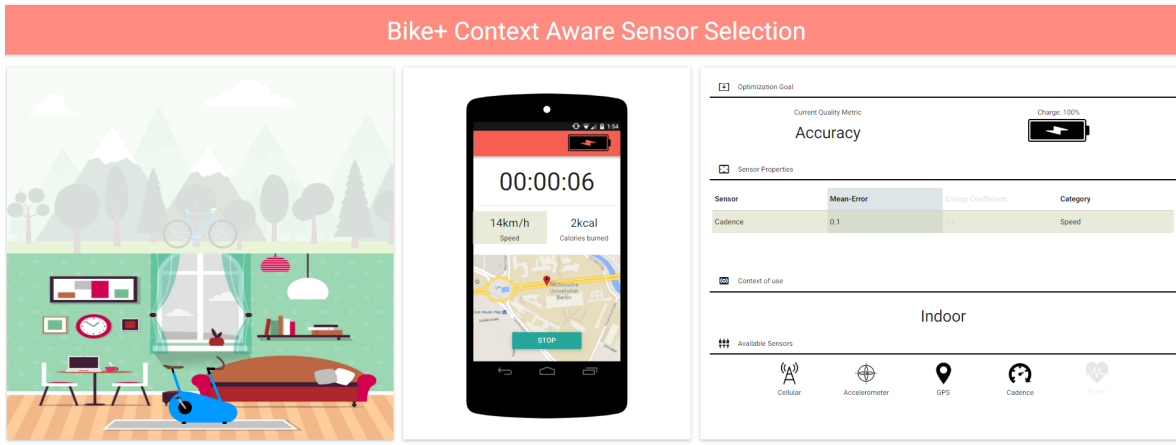 Bike+ Context Aware Sensor Selection
1:54
00:00:06
14km/h 2kcal
Speed Calories burned
Technische
Universität
Berlin
STOP
Optimization Goal
Current Quality Metric Charge: 100%
Accuracy
Sensor Properties
Sensor Mean-Error Energy Coefficient Category
Cadence 0.1 Speed
Context of use
Indoor
Available Sensors
Cellular Accelerometer GPS Cadence Pulse